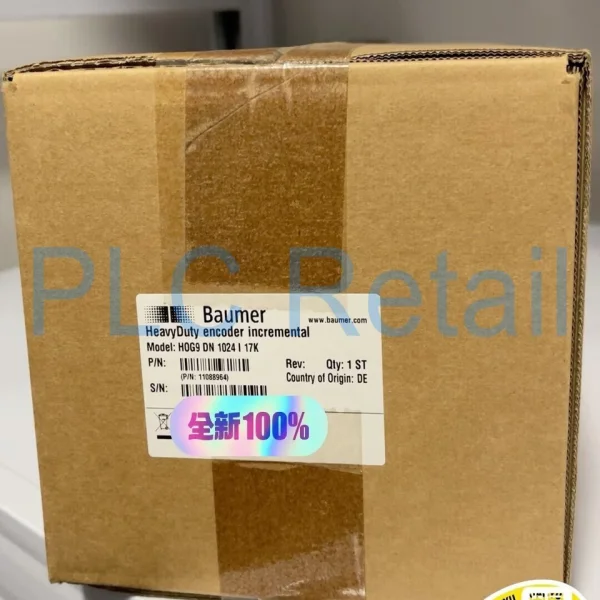 PLC Retail
Baumer
www.baumer.com
HeavyDuty encoder incremental
Model: HOG9 DN 1024 I 17K
P/N:
Rev: Qty: 1 ST
(P/N: 11088964)
Country of Origin: DE
S/N:
全新100%